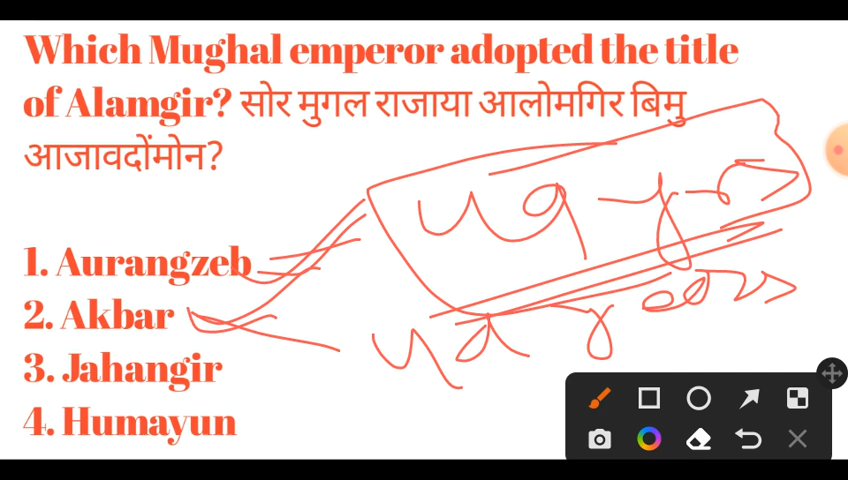 Which Mughal emperor adopted the title
of Alamgir? सोर मुगल राजाया आलोमगिर बिमु
आजावदोंमोन?
1. Aurangzeb
2. Akbar
3. Jahangir
4. Humayun